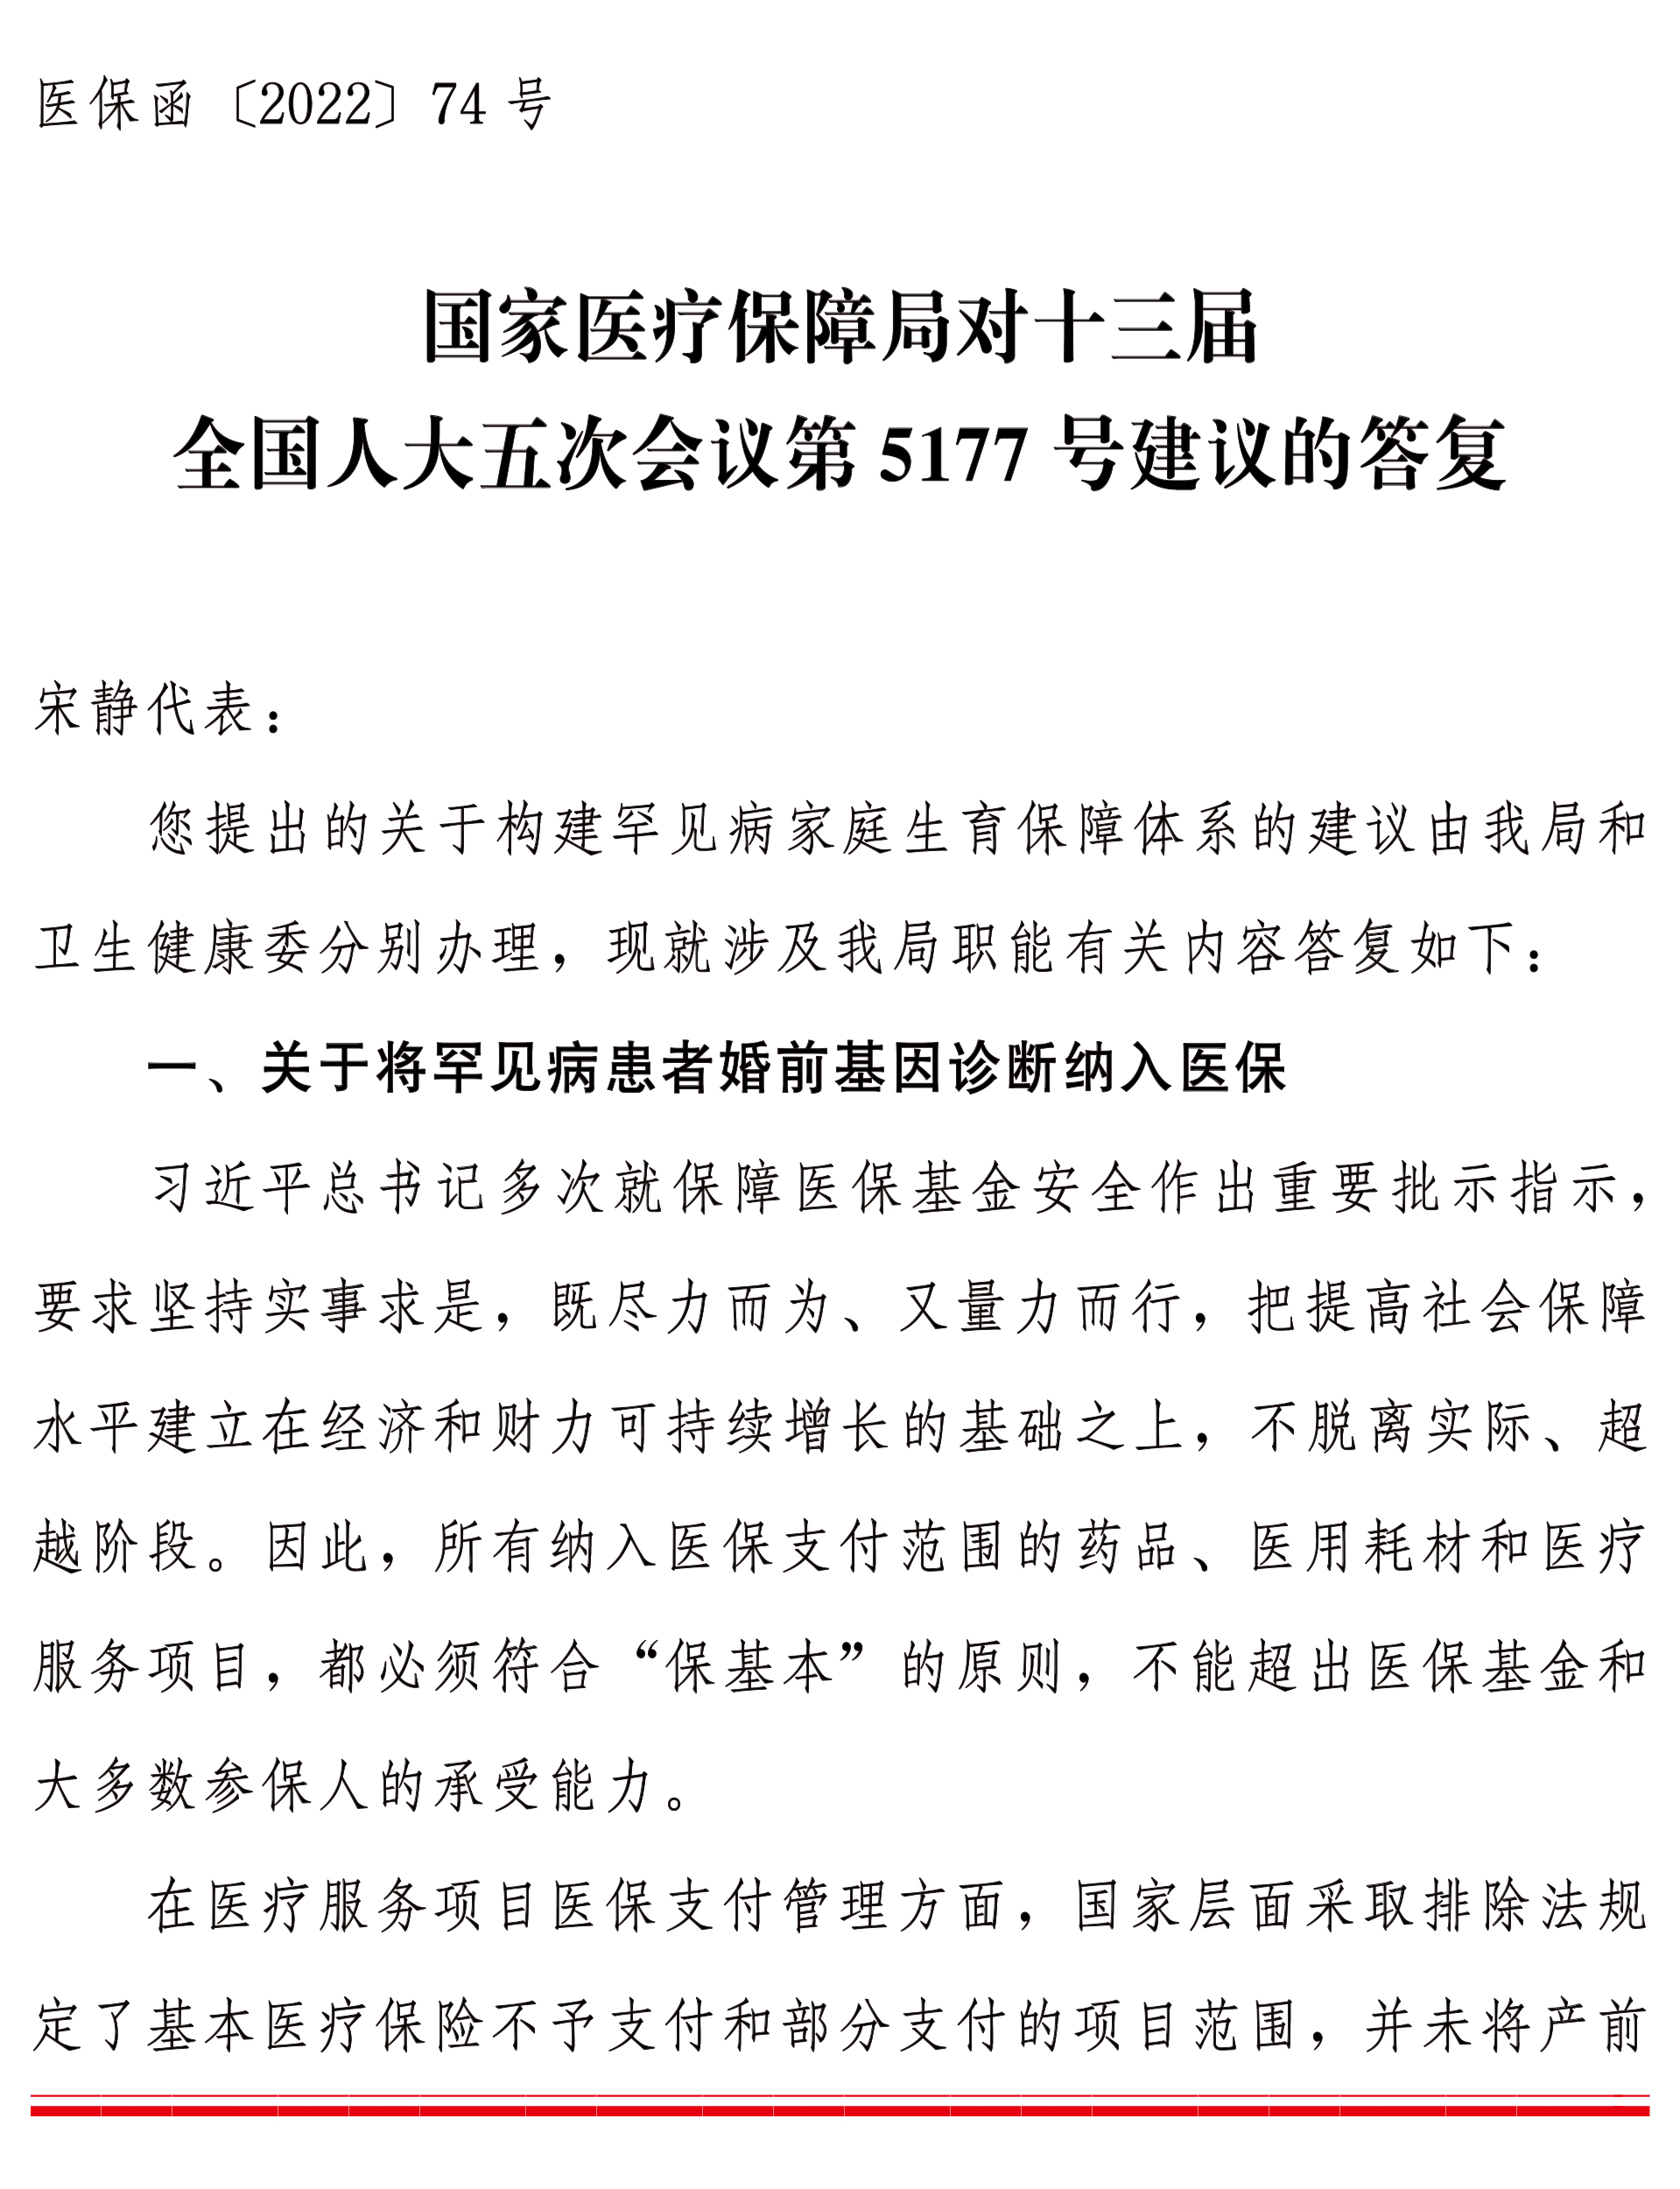 医保函〔2022〕74 号
国家医疗保障局对十三届
全国人大五次会议第 5177 号建议的答复
宋静代表：
您提出的关于构建罕见病家庭生育保障体系的建议由我局和
卫生健康委分别办理，现就涉及我局职能有关内容答复如下：
一、关于将罕见病患者婚前基因诊断纳入医保
习近平总书记多次就保障医保基金安全作出重要批示指示，
要求坚持实事求是，既尽力而为、又量力而行，把提高社会保障
水平建立在经济和财力可持续增长的基础之上，不脱离实际、超
越阶段。因此，所有纳入医保支付范围的药品、医用耗材和医疗
服务项目，都必须符合“保基本”的原则，不能超出医保基金和
大多数参保人的承受能力。
在医疗服务项目医保支付管理方面，国家层面采取排除法规
定了基本医疗保险不予支付和部分支付的项目范围，并未将产前